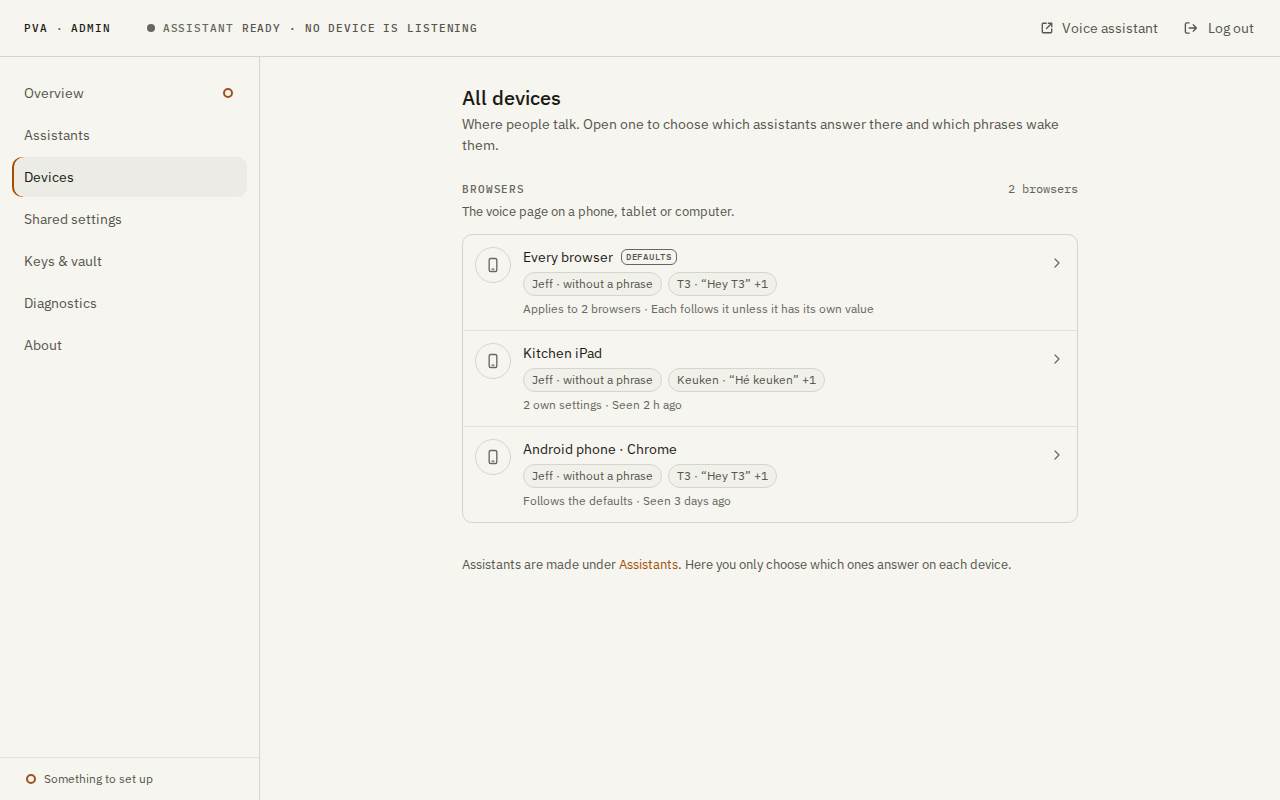 PVA · ADMIN
ASSISTANT READY · NO DEVICE IS LISTENING
Voice assistant
Log out
Overview
Assistants
Devices
Shared settings
Keys & vault
Diagnostics
About
Something to set up
All devices
Where people talk. Open one to choose which assistants answer there and which phrases wake
them.
BROWSERS
2 browsers
The voice page on a phone, tablet or computer.
Every browser DEFAULTS
Jeff · without a phrase T3 · “Hey T3” +1
Applies to 2 browsers · Each follows it unless it has its own value
Kitchen iPad
Jeff · without a phrase Keuken · “Hé keuken” +1
2 own settings · Seen 2 h ago
Android phone · Chrome
Jeff · without a phrase T3 · “Hey T3” +1
Follows the defaults · Seen 3 days ago
Assistants are made under Assistants. Here you only choose which ones answer on each device.